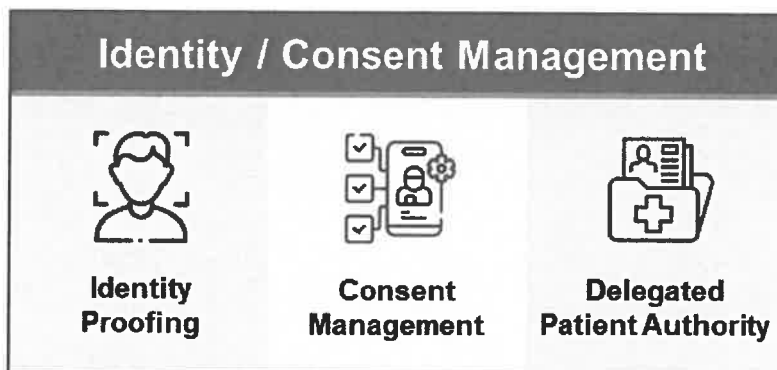 Identity / Consent Management
Identity
Proofing
Consent
Management
Delegated
Patient Authority